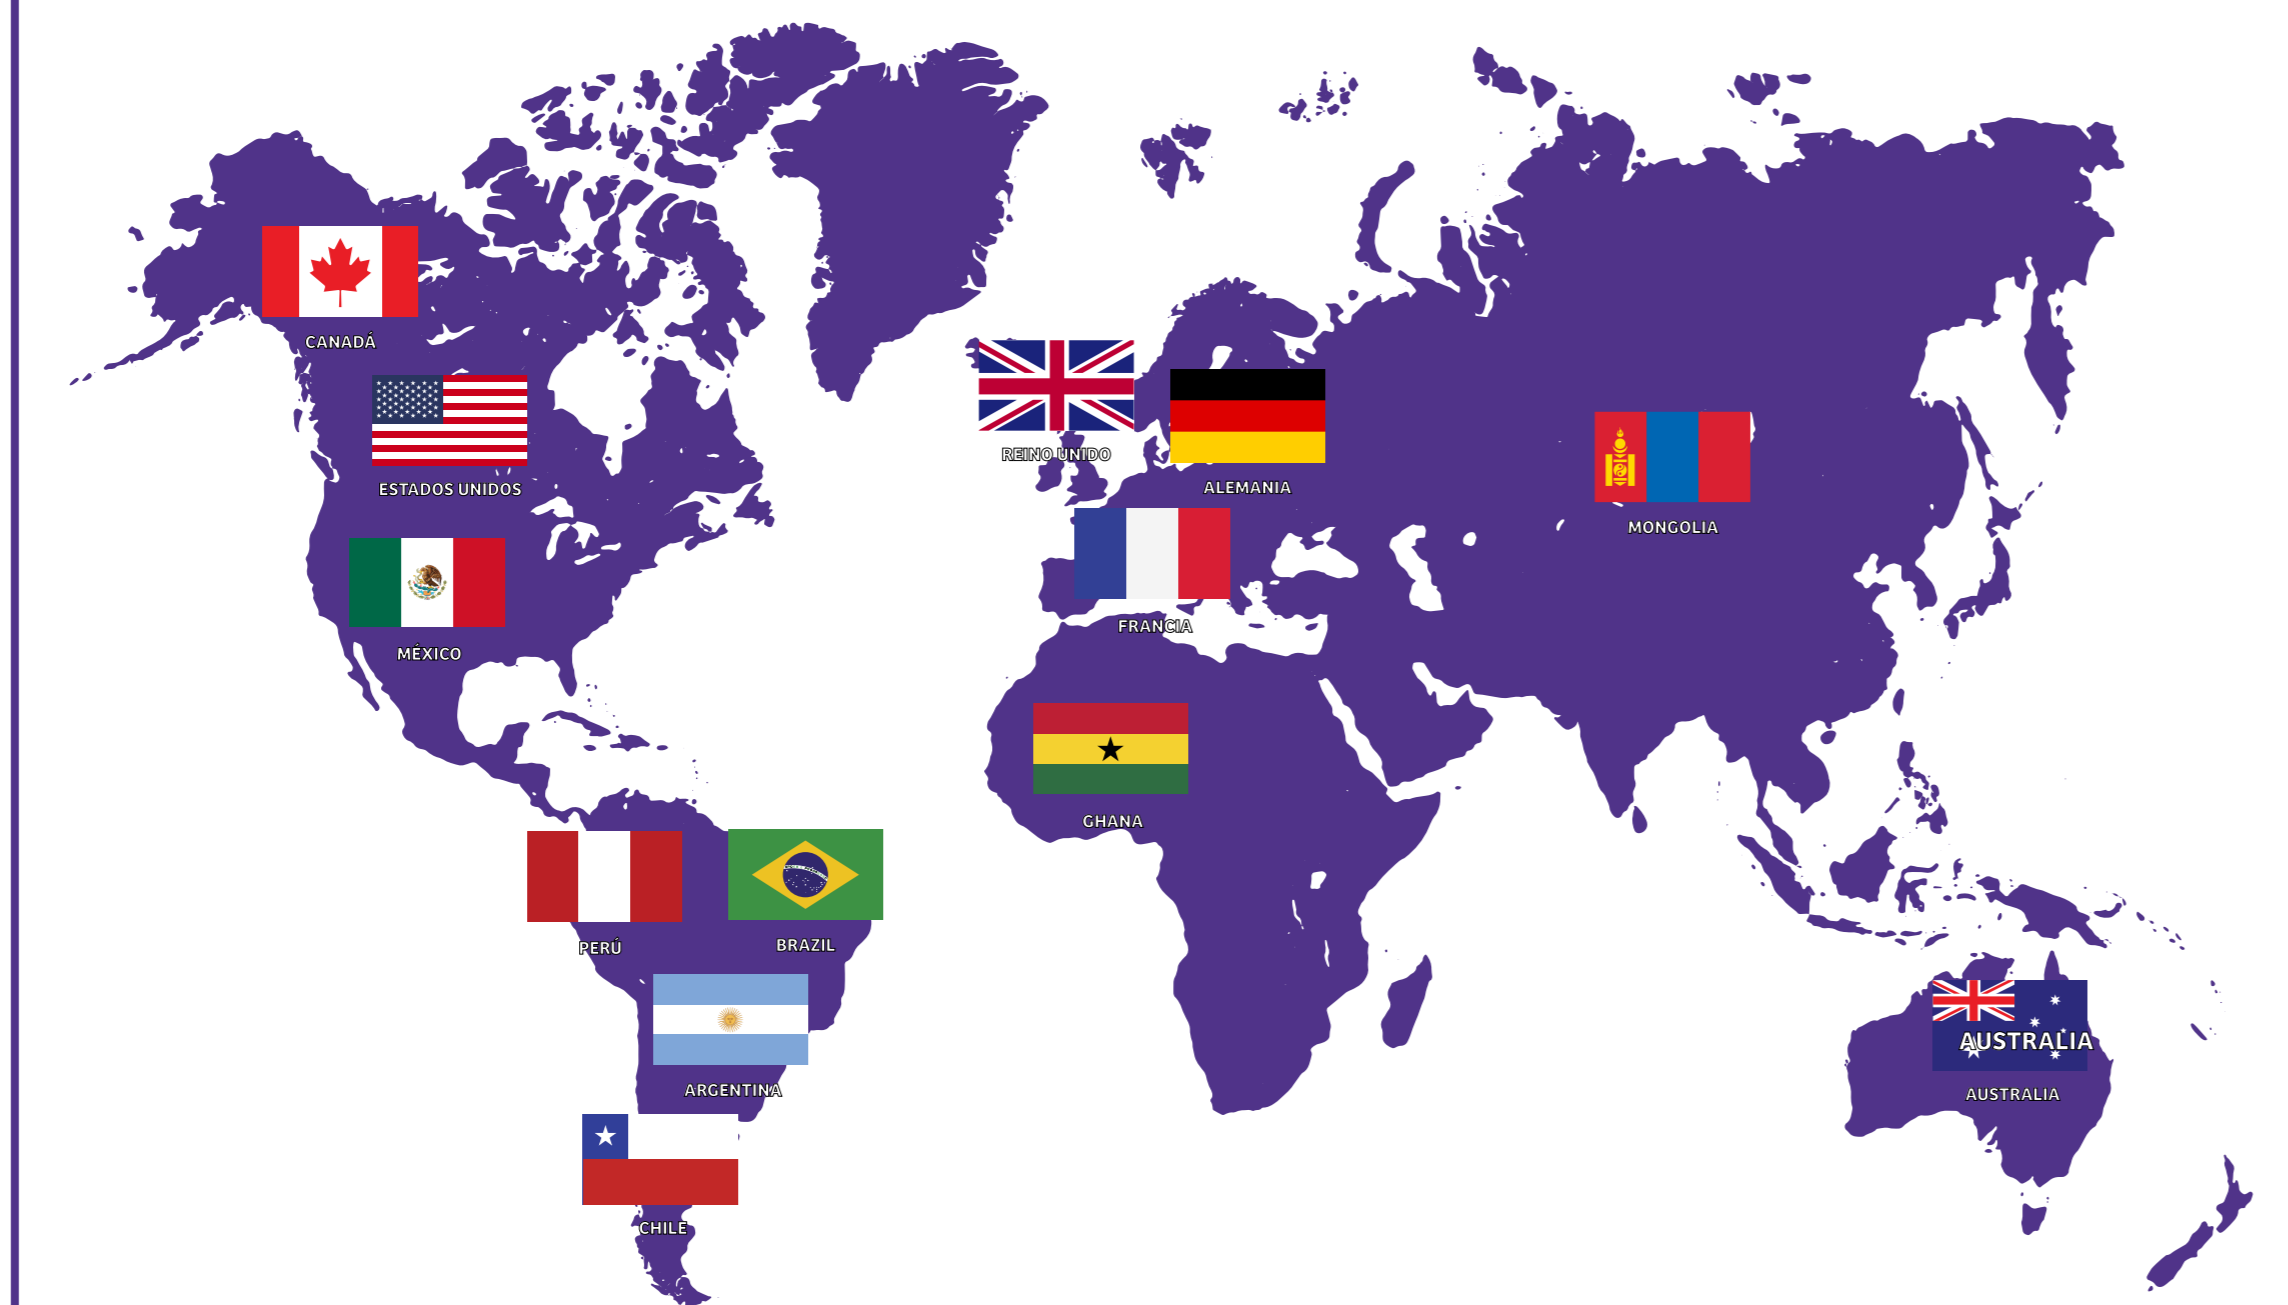 CANADÁ
ESTADOS UNIDOS
MÉXICO
REINO UNIDO
ALEMANIA
MONGOLIA
FRANCIA
GHANA
PERÚ
BRAZIL
ARGENTINA
CHILE
AUSTRALIA
AUSTRALIA